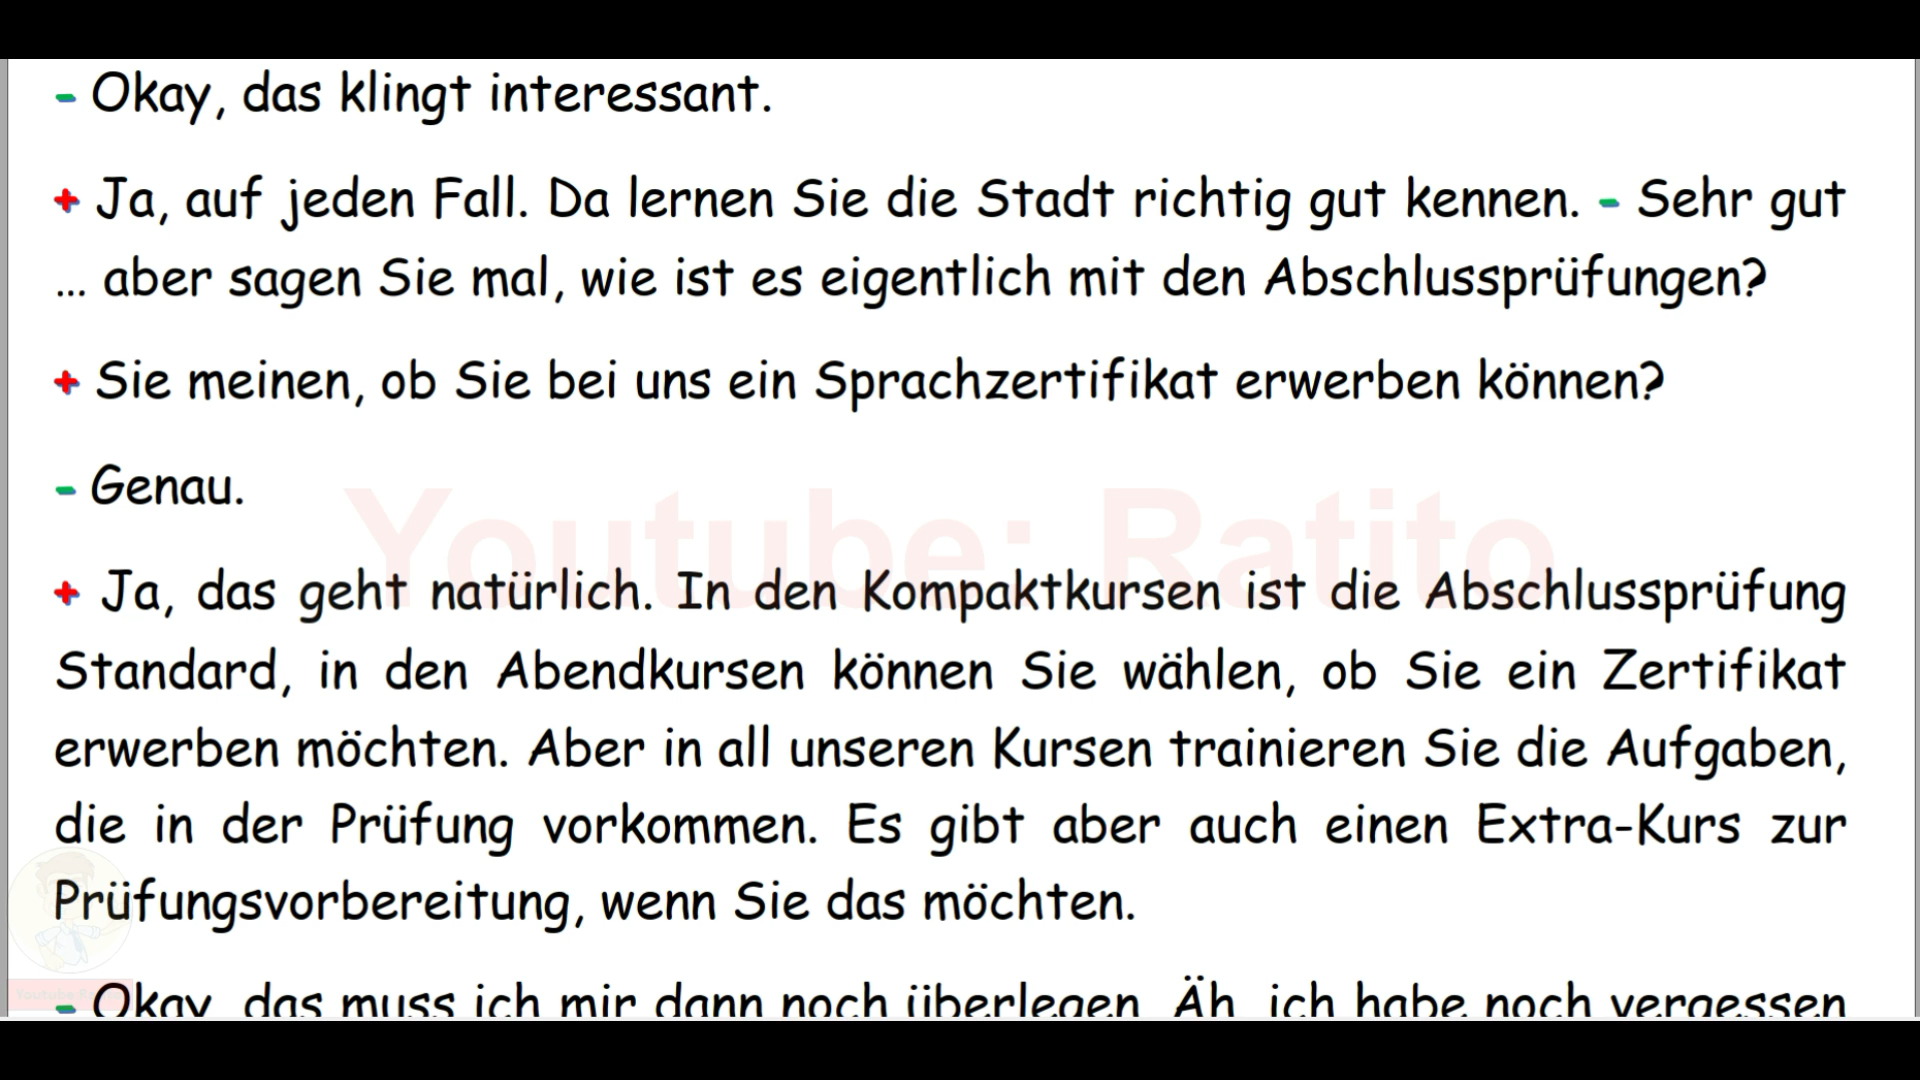 - Okay, das klingt interessant.
+ Ja, auf jeden Fall. Da lernen Sie die Stadt richtig gut kennen. - Sehr gut
... aber sagen Sie mal, wie ist es eigentlich mit den Abschlussprüfungen?
+ Sie meinen, ob Sie bei uns ein Sprachzertifikat erwerben können?
- Genau.
Youtube: Ratito
+ Ja, das geht natürlich. In den Kompaktkursen ist die Abschlussprüfung
Standard, in den Abendkursen können Sie wählen, ob Sie ein Zertifikat
erwerben möchten. Aber in all unseren Kursen trainieren Sie die Aufgaben,
die in der Prüfung vorkommen. Es gibt aber auch einen Extra-Kurs zur
Prüfungsvorbereitung, wenn Sie das möchten.
- Okay das muss ich mir dann noch überlegen Äh ich habe noch vergessen